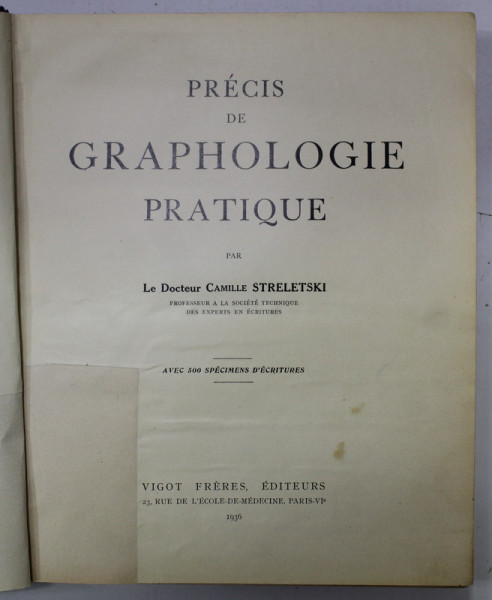 PRÉCIS
DE
GRAPHOLOGIE
PRATIQUE
PAR
Le Docteur CAMILLE STRELETSKI
PROFESSEUR A LA SOCIÉTÉ TECHNIQUE
DES EXPERTS EN ÉCRITURES
AVEC 500 SPÉCIMENS D'ÉCRITURES
VIGOT FRÈRES, ÉDITEURS
23, RUE DE L'ÉCOLE-DE-MÉDECINE, PARIS-VIe
1936